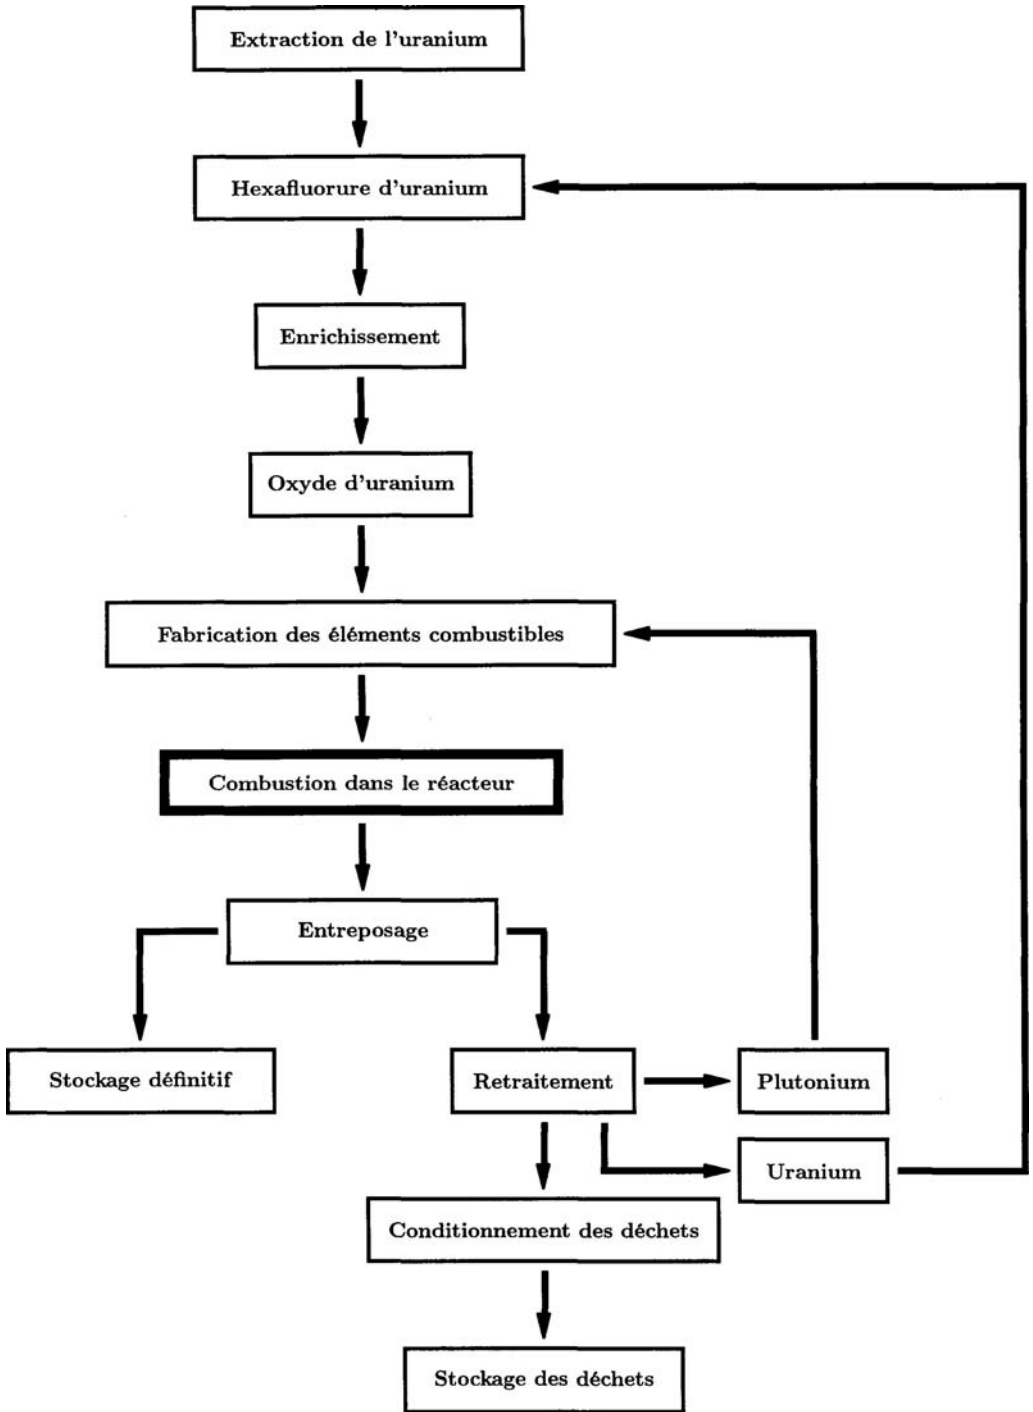 Extraction de l'uranium
Hexafluorure d'uranium
Enrichissement
Oxyde d'uranium
Fabrication des éléments combustibles
Combustion dans le réacteur
Entreposage
Stockage définitif
Retraitement
Plutonium
Uranium
Conditionnement des déchets
Stockage des déchets